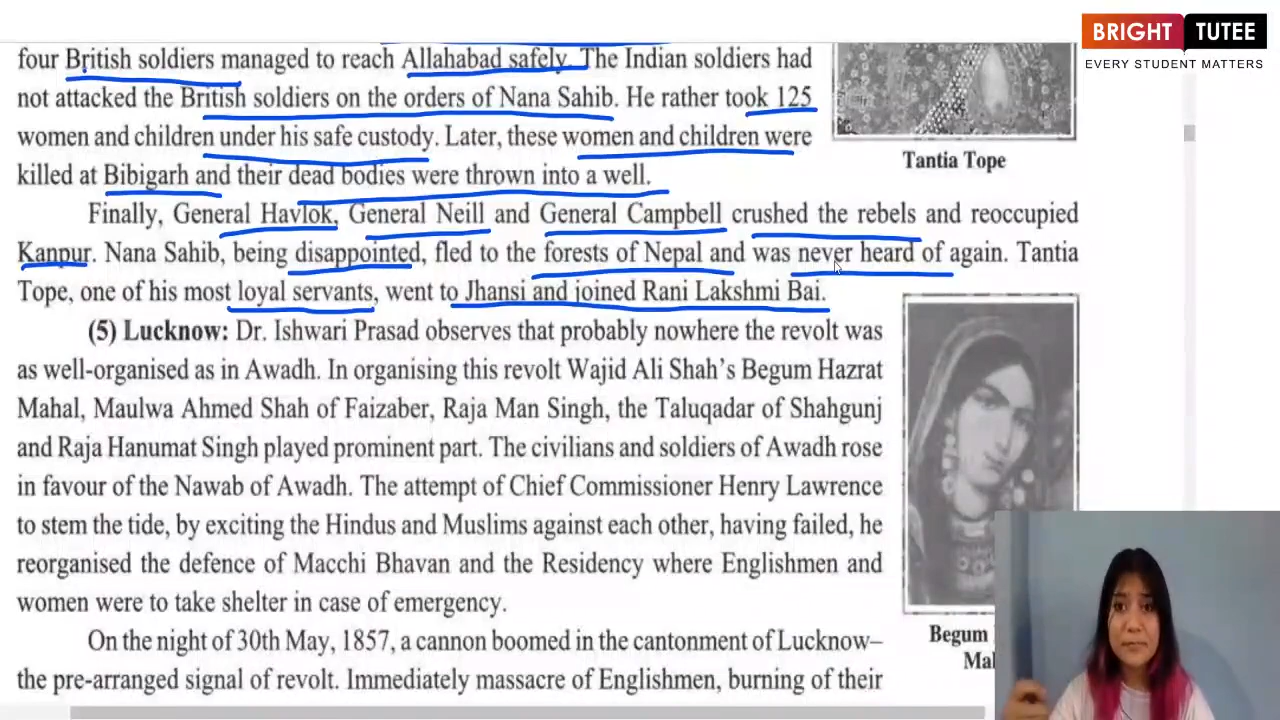 BRIGHT TUTEE
EVERY STUDENT MATTERS
four British soldiers managed to reach Allahabad safely. The Indian soldiers had
not attacked the British soldiers on the orders of Nana Sahib. He rather took 125
women and children under his safe custody. Later, these women and children were
killed at Bibigarh and their dead bodies were thrown into a well.
Tantia Tope
Finally, General Havlok, General Neill and General Campbell crushed the rebels and reoccupied
Kanpur. Nana Sahib, being disappointed, fled to the forests of Nepal and was never heard of again. Tantia
Tope, one of his most loyal servants, went to Jhansi and joined Rani Lakshmi Bai.
(5) Lucknow: Dr. Ishwari Prasad observes that probably nowhere the revolt was
as well-organised as in Awadh. In organising this revolt Wajid Ali Shah's Begum Hazrat
Mahal, Maulwa Ahmed Shah of Faizaber, Raja Man Singh, the Taluqadar of Shahgunj
and Raja Hanumat Singh played prominent part. The civilians and soldiers of Awadh rose
in favour of the Nawab of Awadh. The attempt of Chief Commissioner Henry Lawrence
to stem the tide, by exciting the Hindus and Muslims against each other, having failed, he
reorganised the defence of Macchi Bhavan and the Residency where Englishmen and
women were to take shelter in case of emergency.
On the night of 30th May, 1857, a cannon boomed in the cantonment of Lucknow–
the pre-arranged signal of revolt. Immediately massacre of Englishmen, burning of their
Begum